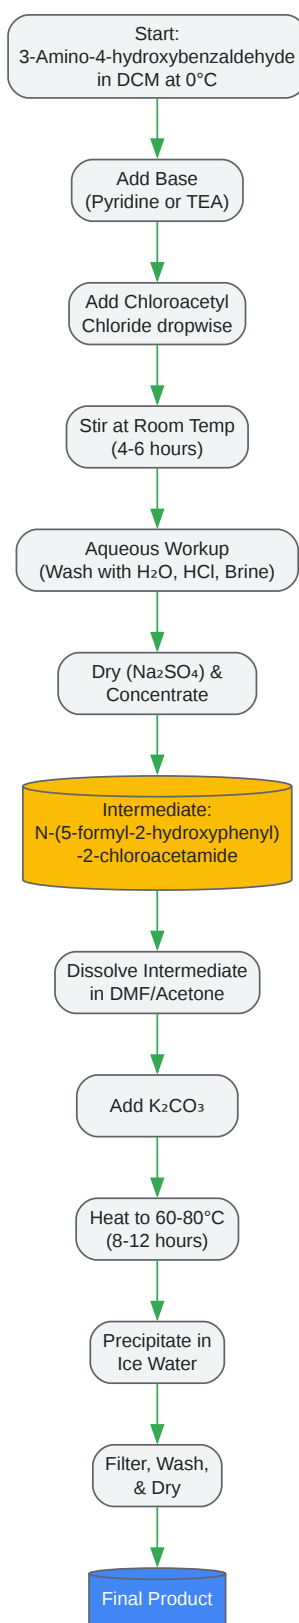 Start:
3-Amino-4-hydroxybenzaldehyde
in DCM at 0°C
Add Base
(Pyridine or TEA)
Add Chloroacetyl
Chloride dropwise
Stir at Room Temp
(4-6 hours)
Aqueous Workup
(Wash with H₂O, HCl, Brine)
Dry (Na₂SO₄) &
Concentrate
Intermediate:
N-(5-formyl-2-hydroxyphenyl)
-2-chloroacetamide
Dissolve Intermediate
in DMF/Acetone
Add K₂CO₃
Heat to 60-80°C
(8-12 hours)
Precipitate in
Ice Water
Filter, Wash,
& Dry
Final Product